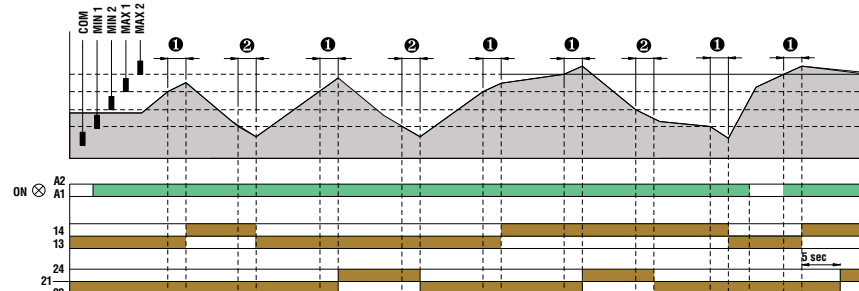 COM
MIN 1
MIN 2
MAX 1
MAX 2
❶ ❷ ❶ ❷ ❶ ❶ ❷ ❶ ❶
A2
ON
A1
14
13
5 sec
24
21